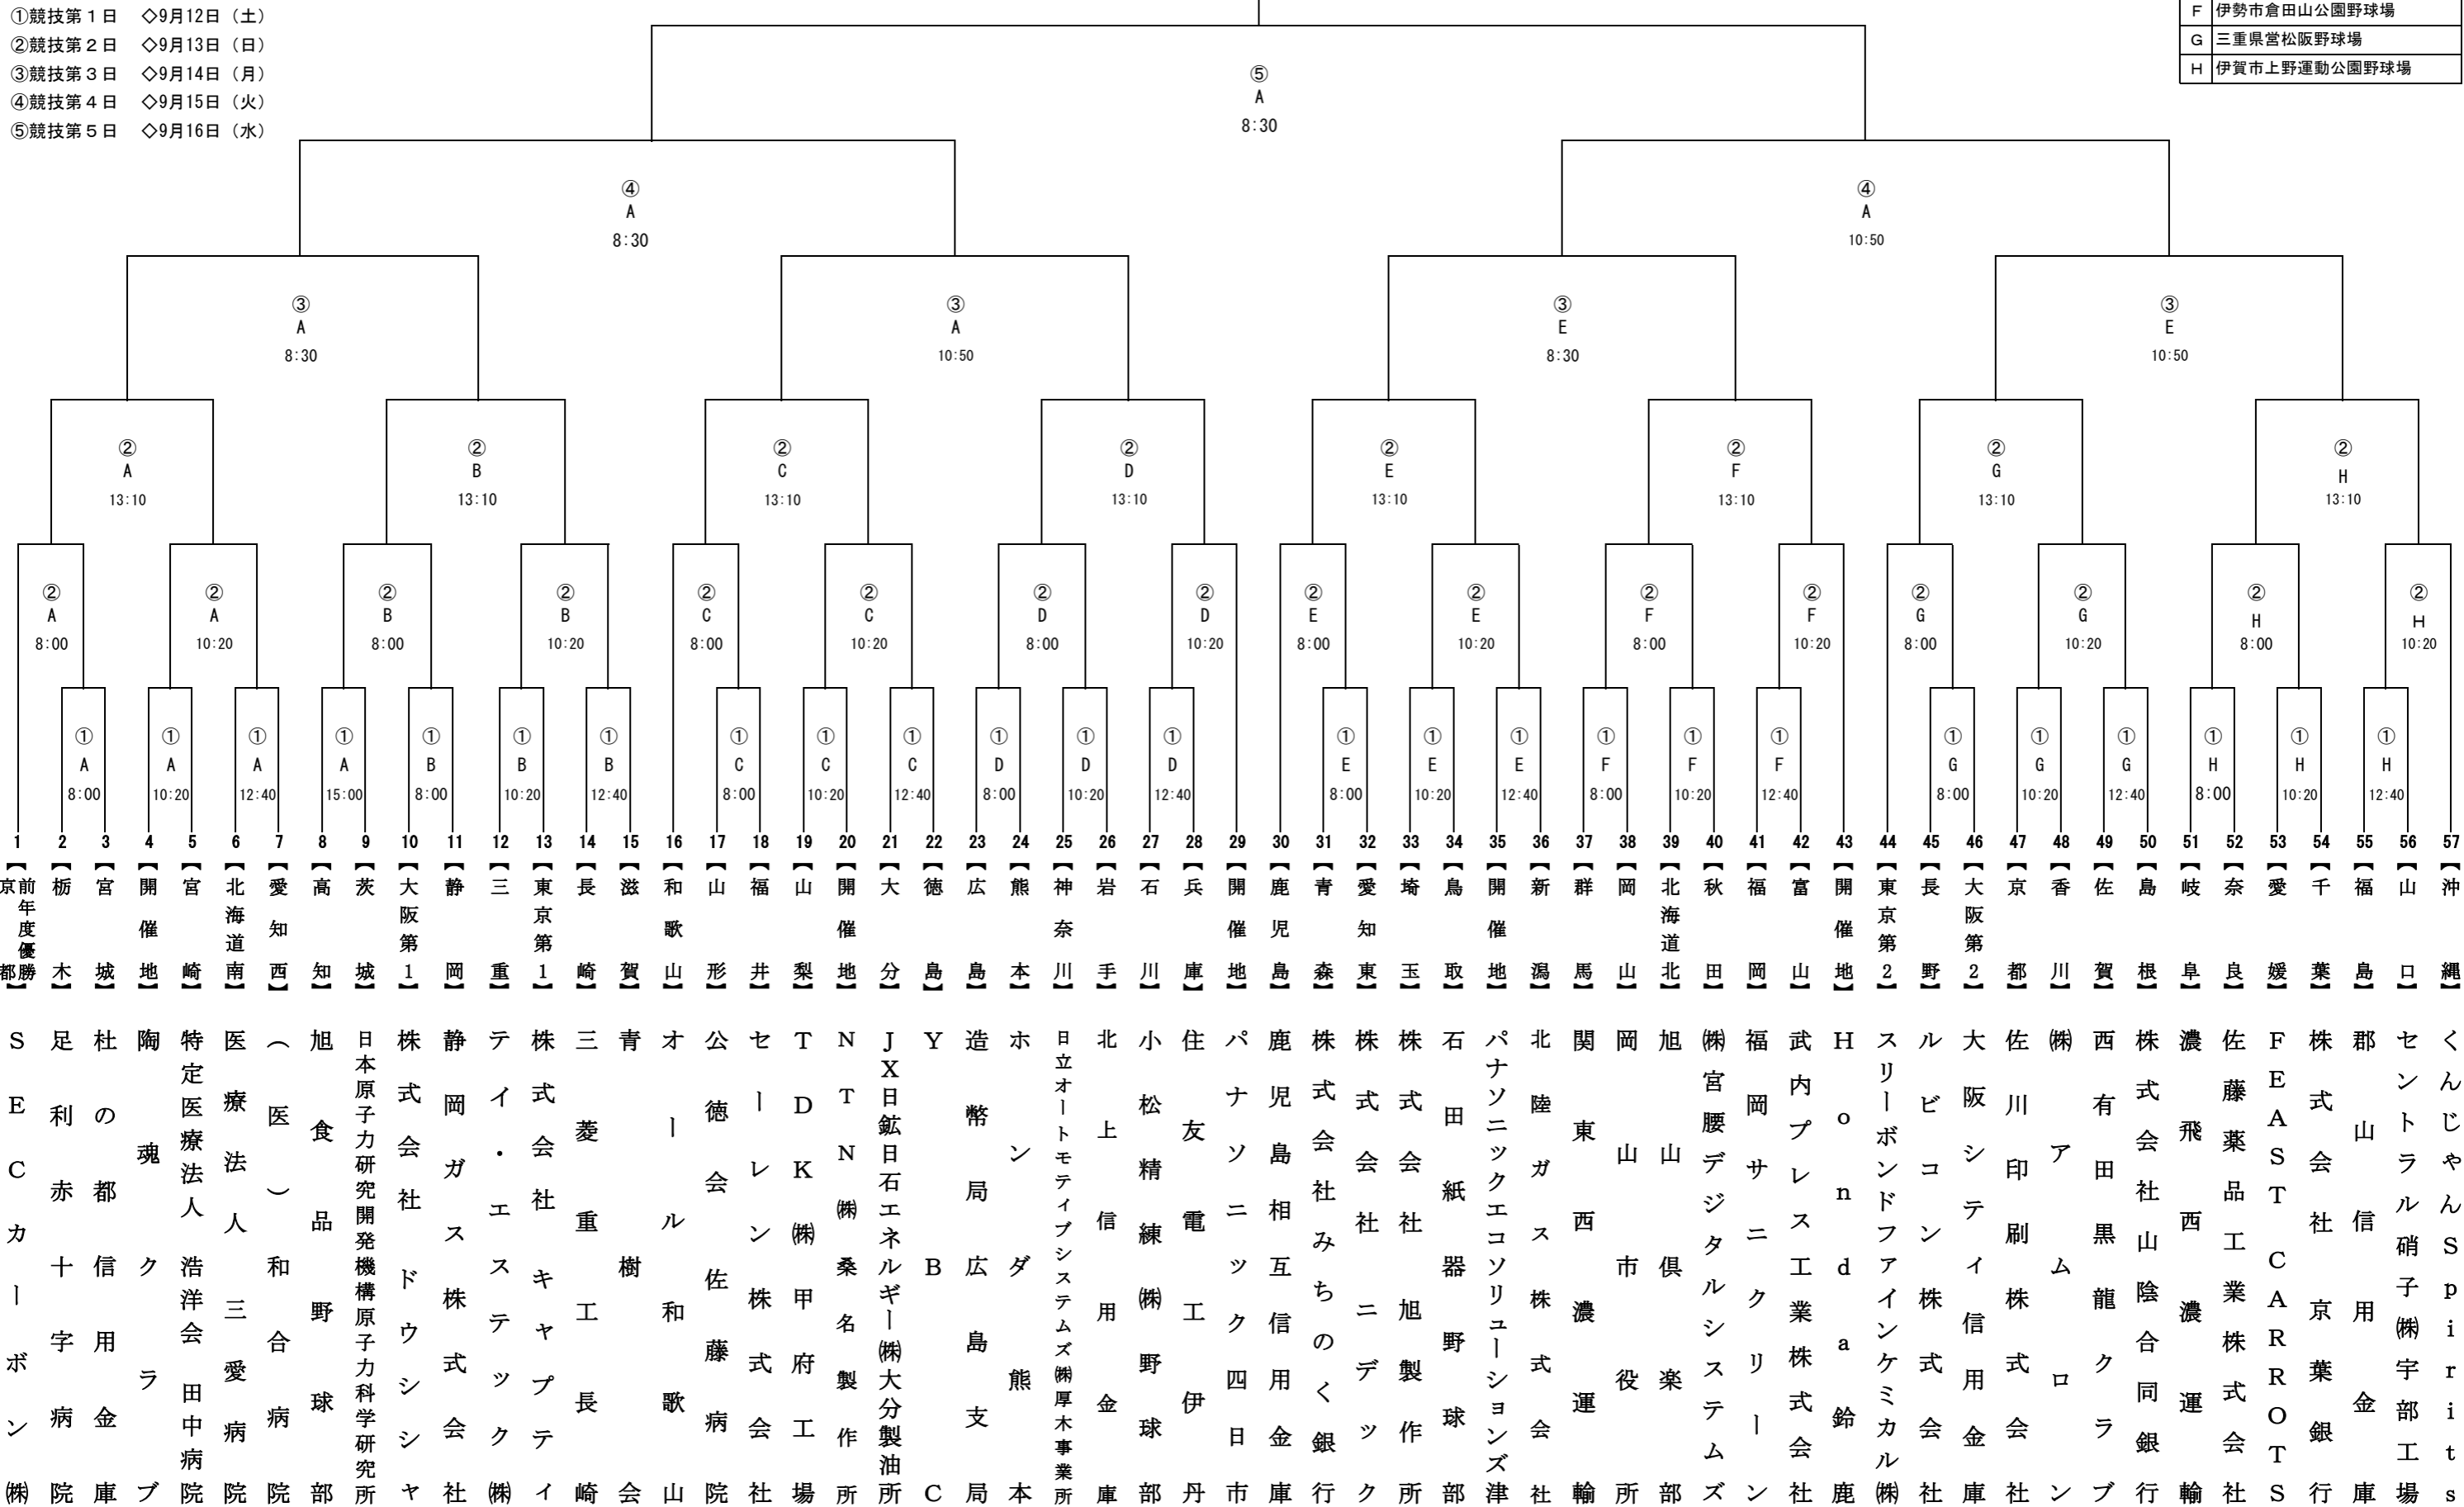 ①競技第１日　◇9月12日（土）
②競技第２日　◇9月13日（日）
③競技第３日　◇9月14日（月）
④競技第４日　◇9月15日（火）
⑤競技第５日　◇9月16日（水）
F 伊勢市倉田山公園野球場
G 三重県営松阪野球場
H 伊賀市上野運動公園野球場
⑤ A 8:30
④ A 8:30
④ A 10:50
③ A 8:30
③ A 10:50
③ E 8:30
③ E 10:50
② A 13:10
② B 13:10
② C 13:10
② D 13:10
② E 13:10
② F 13:10
② G 13:10
② H 13:10
② A 8:00
② A 10:20
② B 8:00
② B 10:20
② C 8:00
② C 10:20
② D 8:00
② D 10:20
② E 8:00
② E 10:20
② F 8:00
② F 10:20
② G 8:00
② G 10:20
② H 8:00
② H 10:20
① A 8:00
① A 10:20
① A 12:40
① A 15:00
① B 8:00
① B 10:20
① B 12:40
① C 8:00
① C 10:20
① C 12:40
① D 8:00
① D 10:20
① D 12:40
① E 8:00
① E 10:20
① E 12:40
① F 8:00
① F 10:20
① F 12:40
① G 8:00
① G 10:20
① G 12:40
① H 8:00
① H 10:20
① H 12:40
1 【前年度優勝 京都】 ＳＥＣカーボン㈱
2 【栃木】 足利赤十字病院
3 【宮城】 杜の都信用金庫
4 【開催地】 陶魂クラブ
5 【宮崎】 特定医療法人 浩洋会 田中病院
6 【北海道南】 医療法人 三愛病院
7 【愛知西】 （医）和合病院
8 【高知】 旭食品野球部
9 【茨城】 日本原子力研究開発機構原子力科学研究所
10 【大阪第1】 株式会社ドウシシャ
11 【静岡】 静岡ガス株式会社
12 【三重】 テイ・エステック㈱
13 【東京第1】 株式会社キャプティ
14 【長崎】 三菱重工長崎
15 【滋賀】 青樹会
16 【和歌山】 オール和歌山
17 【山形】 公徳会佐藤病院
18 【福井】 セーレン株式会社
19 【山梨】 ＴＤＫ㈱甲府工場
20 【開催地】 ＮＴＮ㈱桑名製作所
21 【大分】 ＪＸ日鉱日石エネルギー㈱大分製油所
22 【徳島】 ＹＢＣ
23 【広島】 造幣局広島支局
24 【熊本】 ホンダ熊本
25 【神奈川】 日立オートモティブシステムズ㈱厚木事業所
26 【岩手】 北上信用金庫
27 【石川】 小松精練㈱野球部
28 【兵庫】 住友電工伊丹
29 【開催地】 パナソニック四日市
30 【鹿児島】 鹿児島相互信用金庫
31 【青森】 株式会社みちのく銀行
32 【愛知東】 株式会社ニデック
33 【埼玉】 株式会社旭製作所
34 【鳥取】 石田紙器野球部
35 【開催地】 パナソニックエコソリューションズ津
36 【新潟】 北陸ガス株式会社
37 【群馬】 関東西濃運輸
38 【岡山】 岡山市役所
39 【北海道北】 旭山倶楽部
40 【秋田】 ㈱宮腰デジタルシステムズ
41 【福岡】 福岡サニクリーン
42 【富山】 武内プレス工業株式会社
43 【開催地】 Ｈｏｎｄａ鈴鹿
44 【東京第2】 スリーボンドファインケミカル㈱
45 【長野】 ルビコン株式会社
46 【大阪第2】 大阪シティ信用金庫
47 【京都】 佐川印刷株式会社
48 【香川】 ㈱アムロン
49 【佐賀】 西有田黒龍クラブ
50 【島根】 株式会社山陰合同銀行
51 【岐阜】 濃飛西濃運輸
52 【奈良】 佐藤薬品工業株式会社
53 【愛媛】 ＦＥＡＳＴ ＣＡＲＲＯＴＳ
54 【千葉】 株式会社京葉銀行
55 【福島】 郡山信用金庫
56 【山口】 セントラル硝子㈱宇部工場
57 【沖縄】 くんじゃんＳｐｉｒｉｔｓ